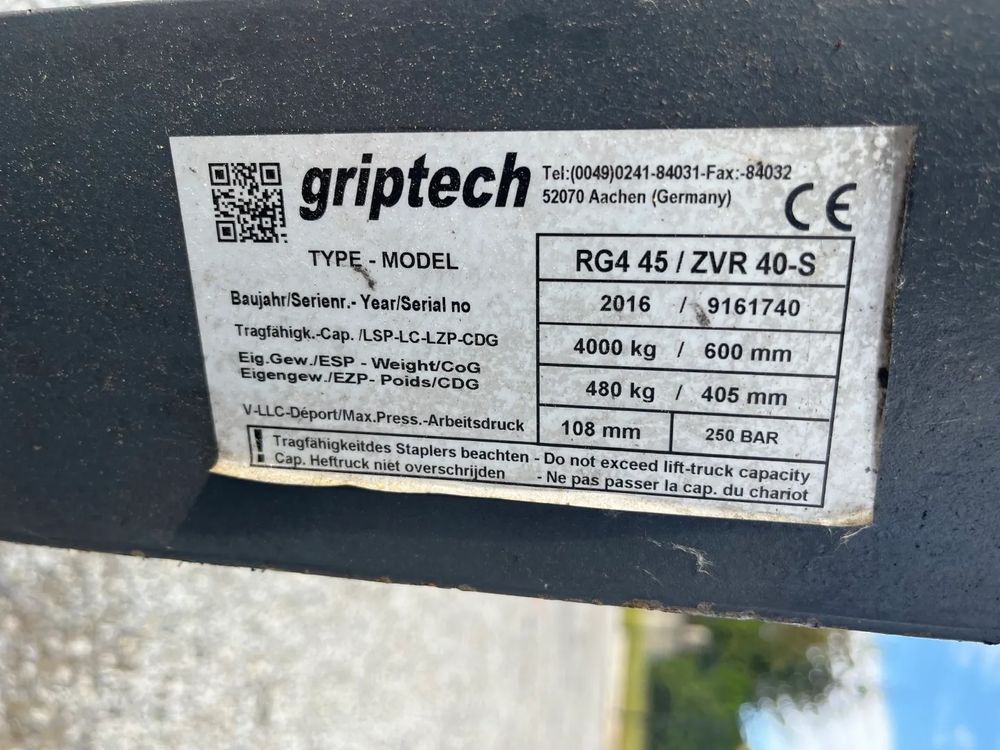 griptech
Tel:(0049)0241-84031-Fax:-84032
52070 Aachen (Germany)
CE
TYPE - MODEL
RG4 45 / ZVR 40-S
Baujahr/Serienr.- Year/Serial no
2016 / 9161740
Tragfähigk.-Cap. /LSP-LC-LZP-CDG
4000 kg / 600 mm
Eig.Gew./ESP - Weight/CoG
Eigengew./EZP- Poids/CDG
480 kg / 405 mm
V-LLC-Déport/Max.Press.-Arbeitsdruck
108 mm
250 BAR
! Tragfähigkeitdes Staplers beachten - Do not exceed lift-truck capacity
Cap. Heftruck niet overschrijden - Ne pas passer la cap. du chariot